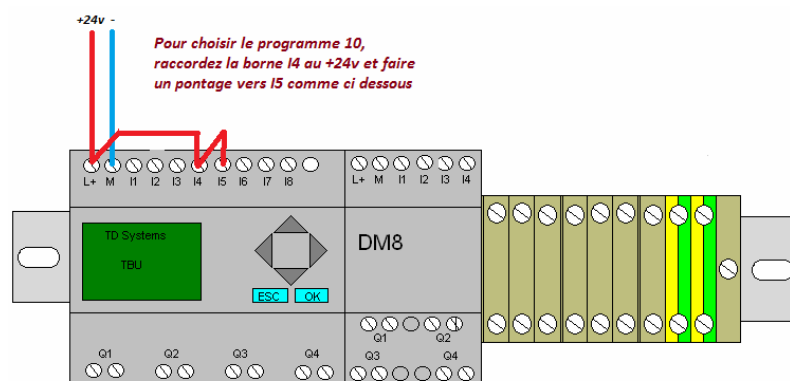 +24v -
Pour choisir le programme 10,
raccordez la borne I4 au +24v et faire
un pontage vers I5 comme ci dessous
L+ M I1 I2 I3 I4 I5 I6 I7 I8
L+ M I1 I2 I3 I4
TD Systems
TBU
DM8
ESC OK
Q1 Q2
Q1 Q2 Q3 Q4
Q3 Q4